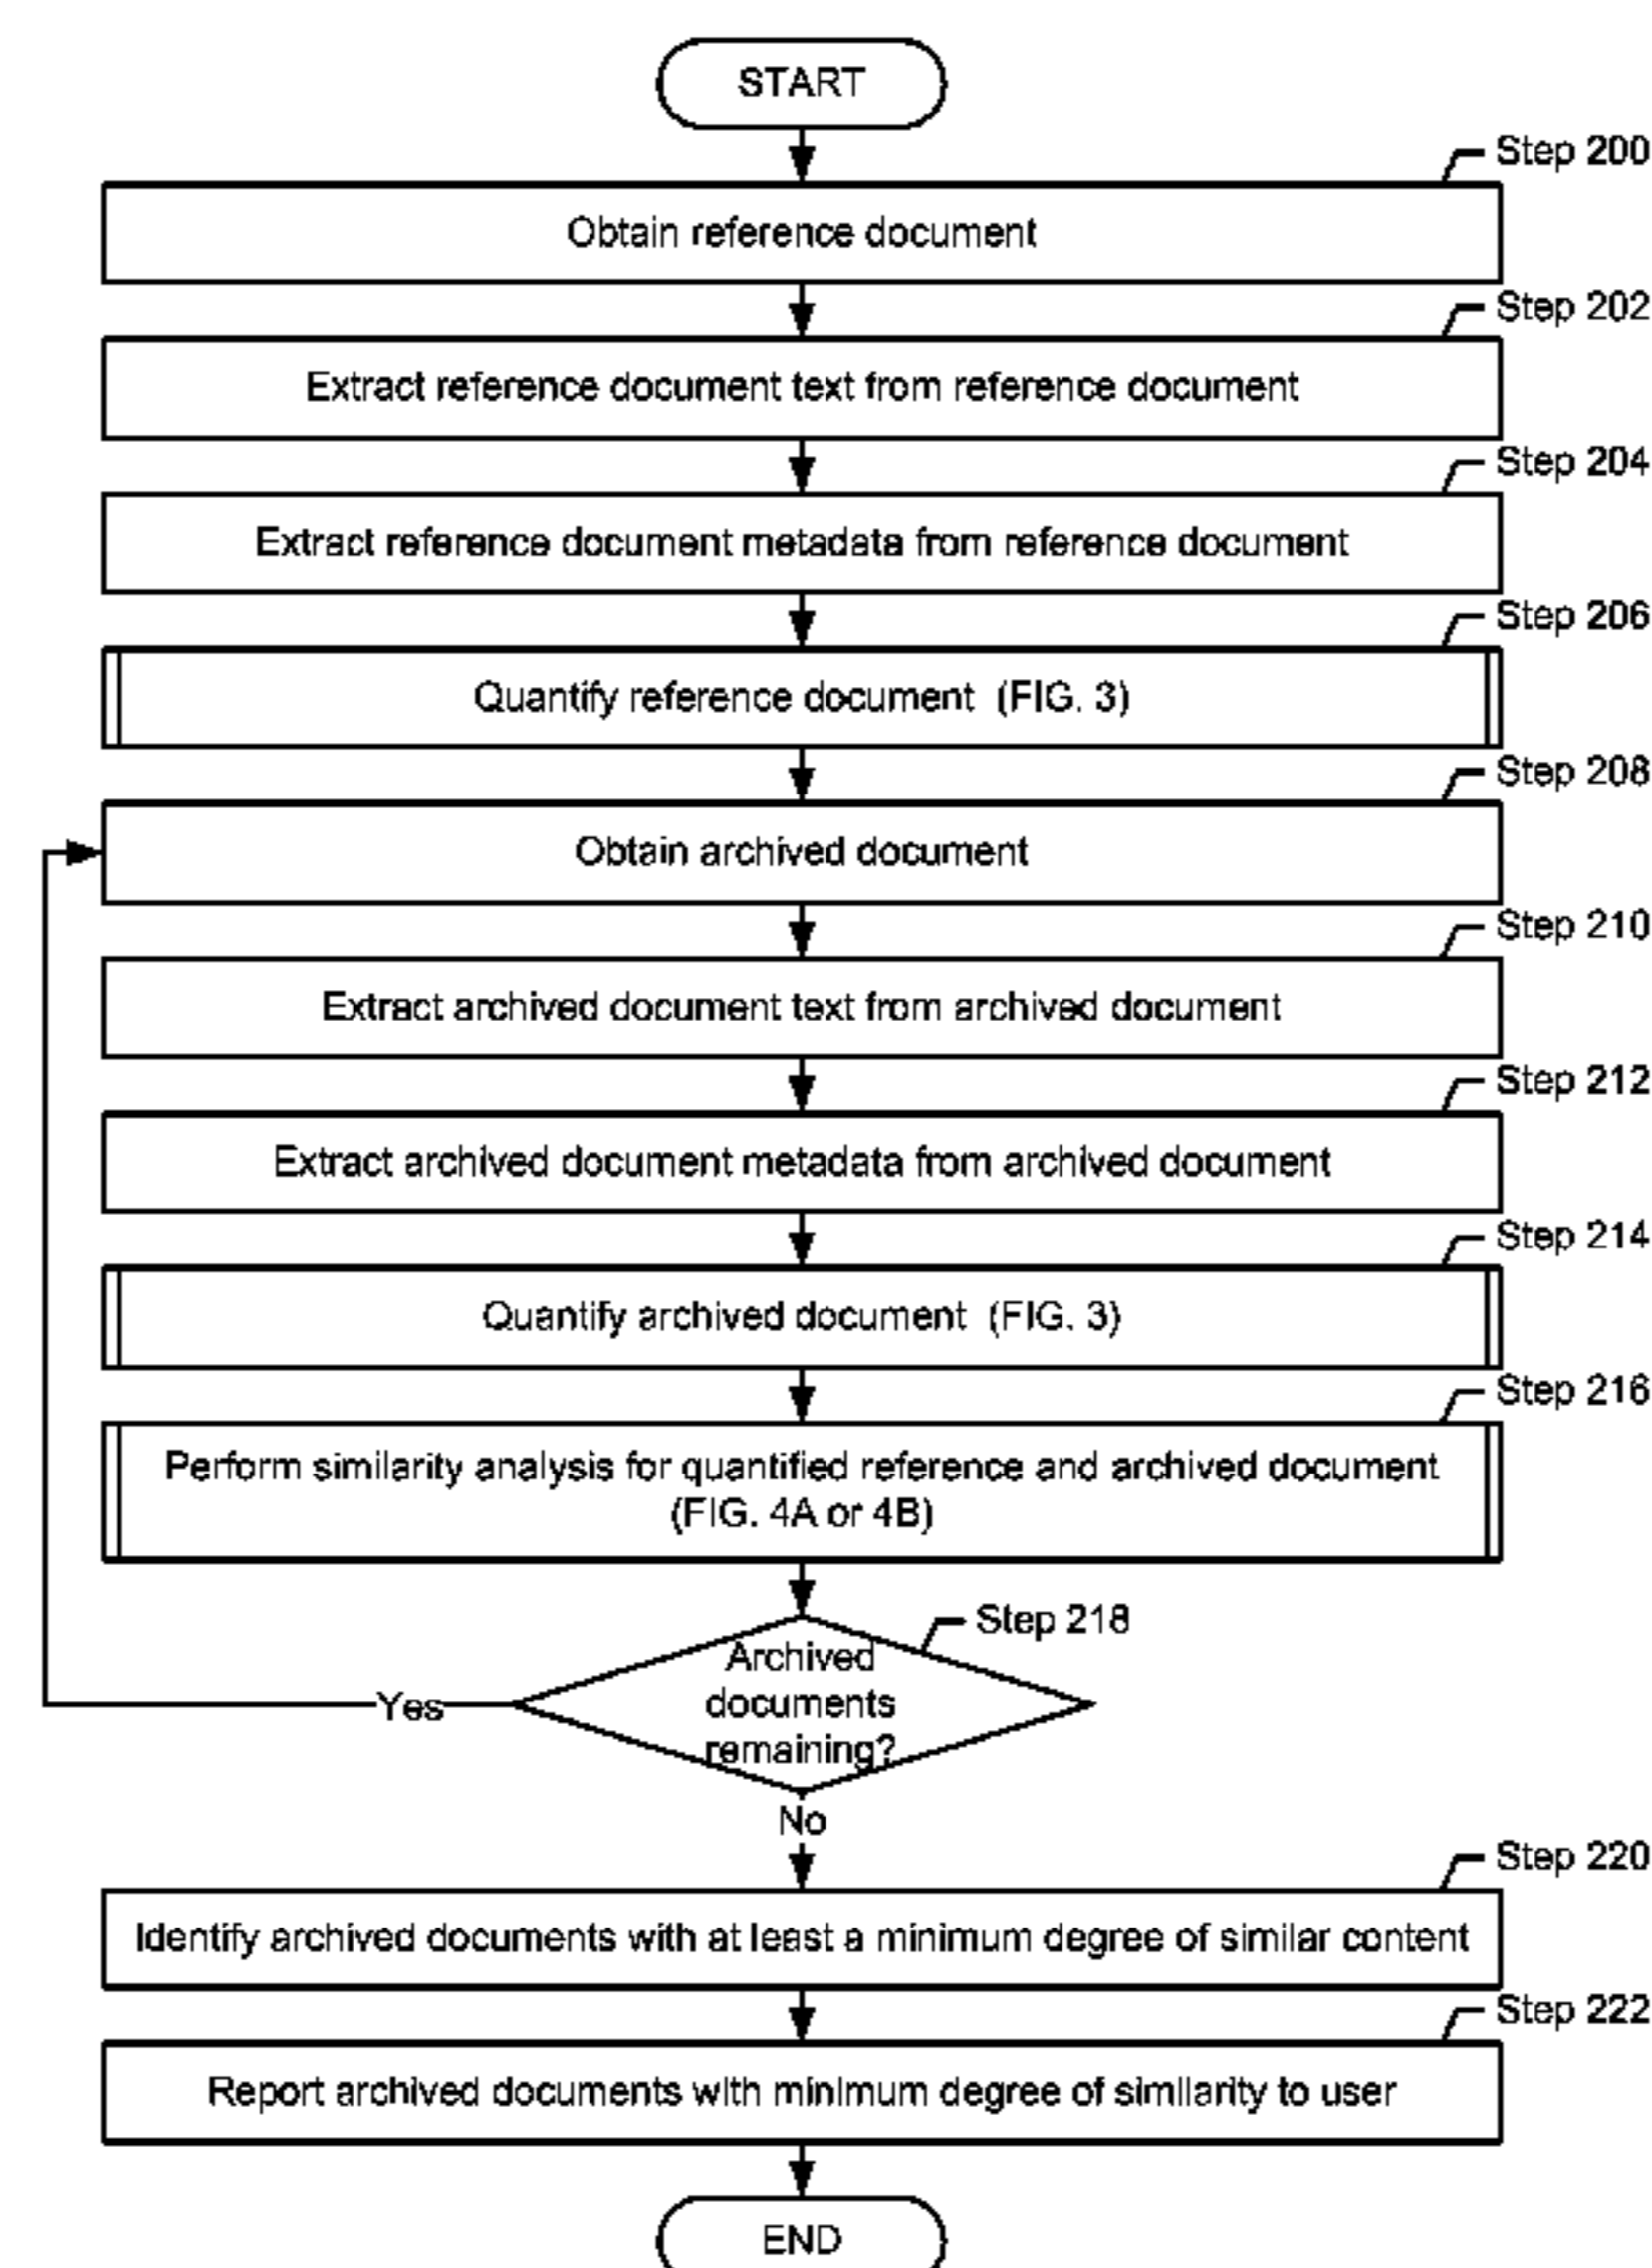 START
Step 200
Obtain reference document
Step 202
Extract reference document text from reference document
Step 204
Extract reference document metadata from reference document
Step 206
Quantify reference document (FIG. 3)
Step 208
Obtain archived document
Step 210
Extract archived document text from archived document
Step 212
Extract archived document metadata from archived document
Step 214
Quantify archived document (FIG. 3)
Step 216
Perform similarity analysis for quantified reference and archived document
(FIG. 4A or 4B)
Step 218
Archived
documents
remaining?
Yes
No
Step 220
Identify archived documents with at least a minimum degree of similar content
Step 222
Report archived documents with minimum degree of similarity to user
END